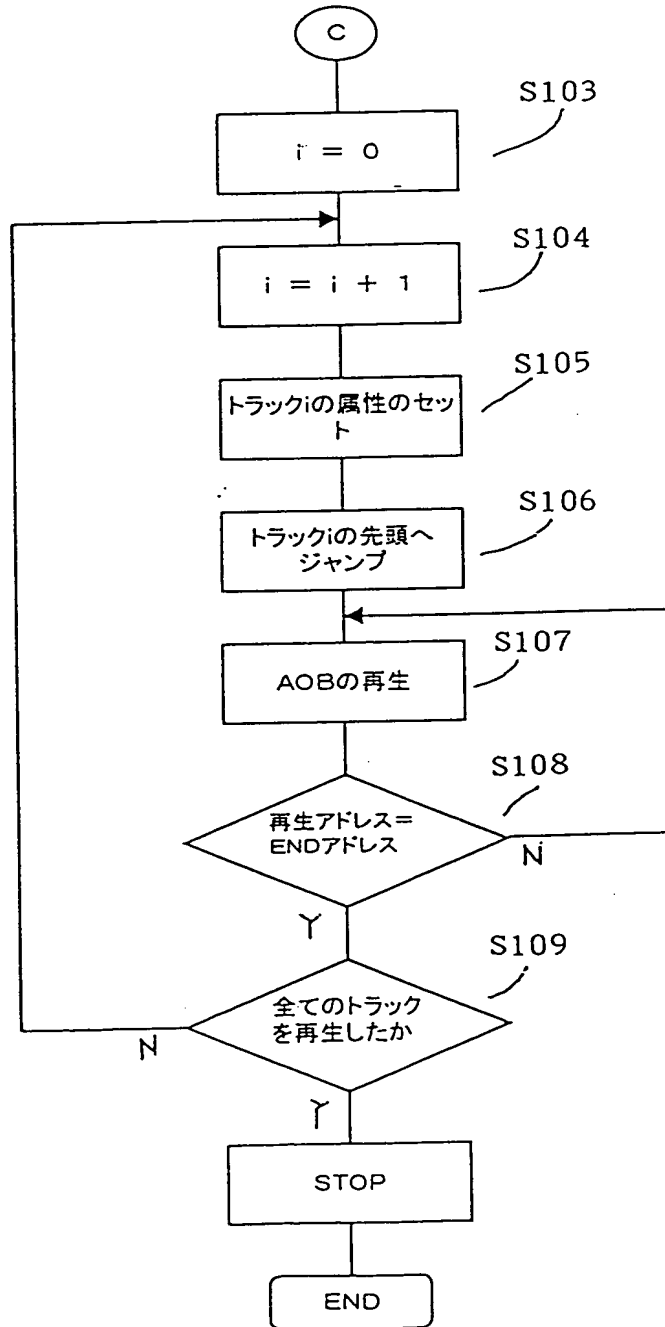 C
S103
i = 0
S104
i = i + 1
S105
トラックiの属性のセッ
ト
S106
トラックiの先頭へ
ジャンプ
S107
AOBの再生
S108
再生アドレス=
ENDアドレス
N
Y
S109
全てのトラック
を再生したか
N
Y
STOP
END